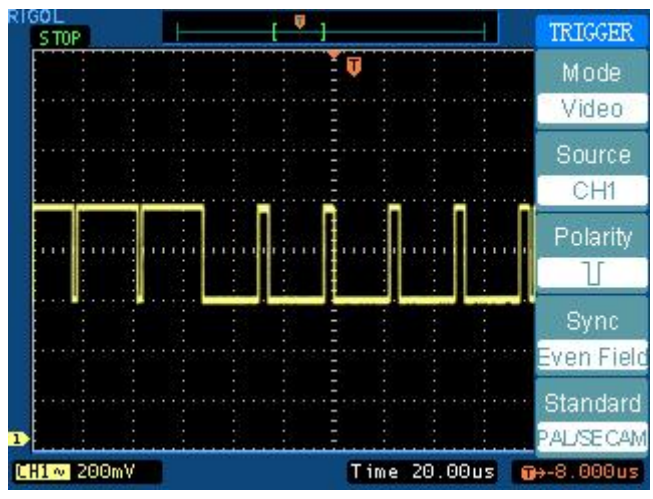 RIGOL
STOP
T
T
TRIGGER
Mode
Video
Source
CH1
Polarity
Sync
Even Field
Standard
PAL/SECAM
1
CH1~ 200mV
Time 20.00us
T→-8.000us